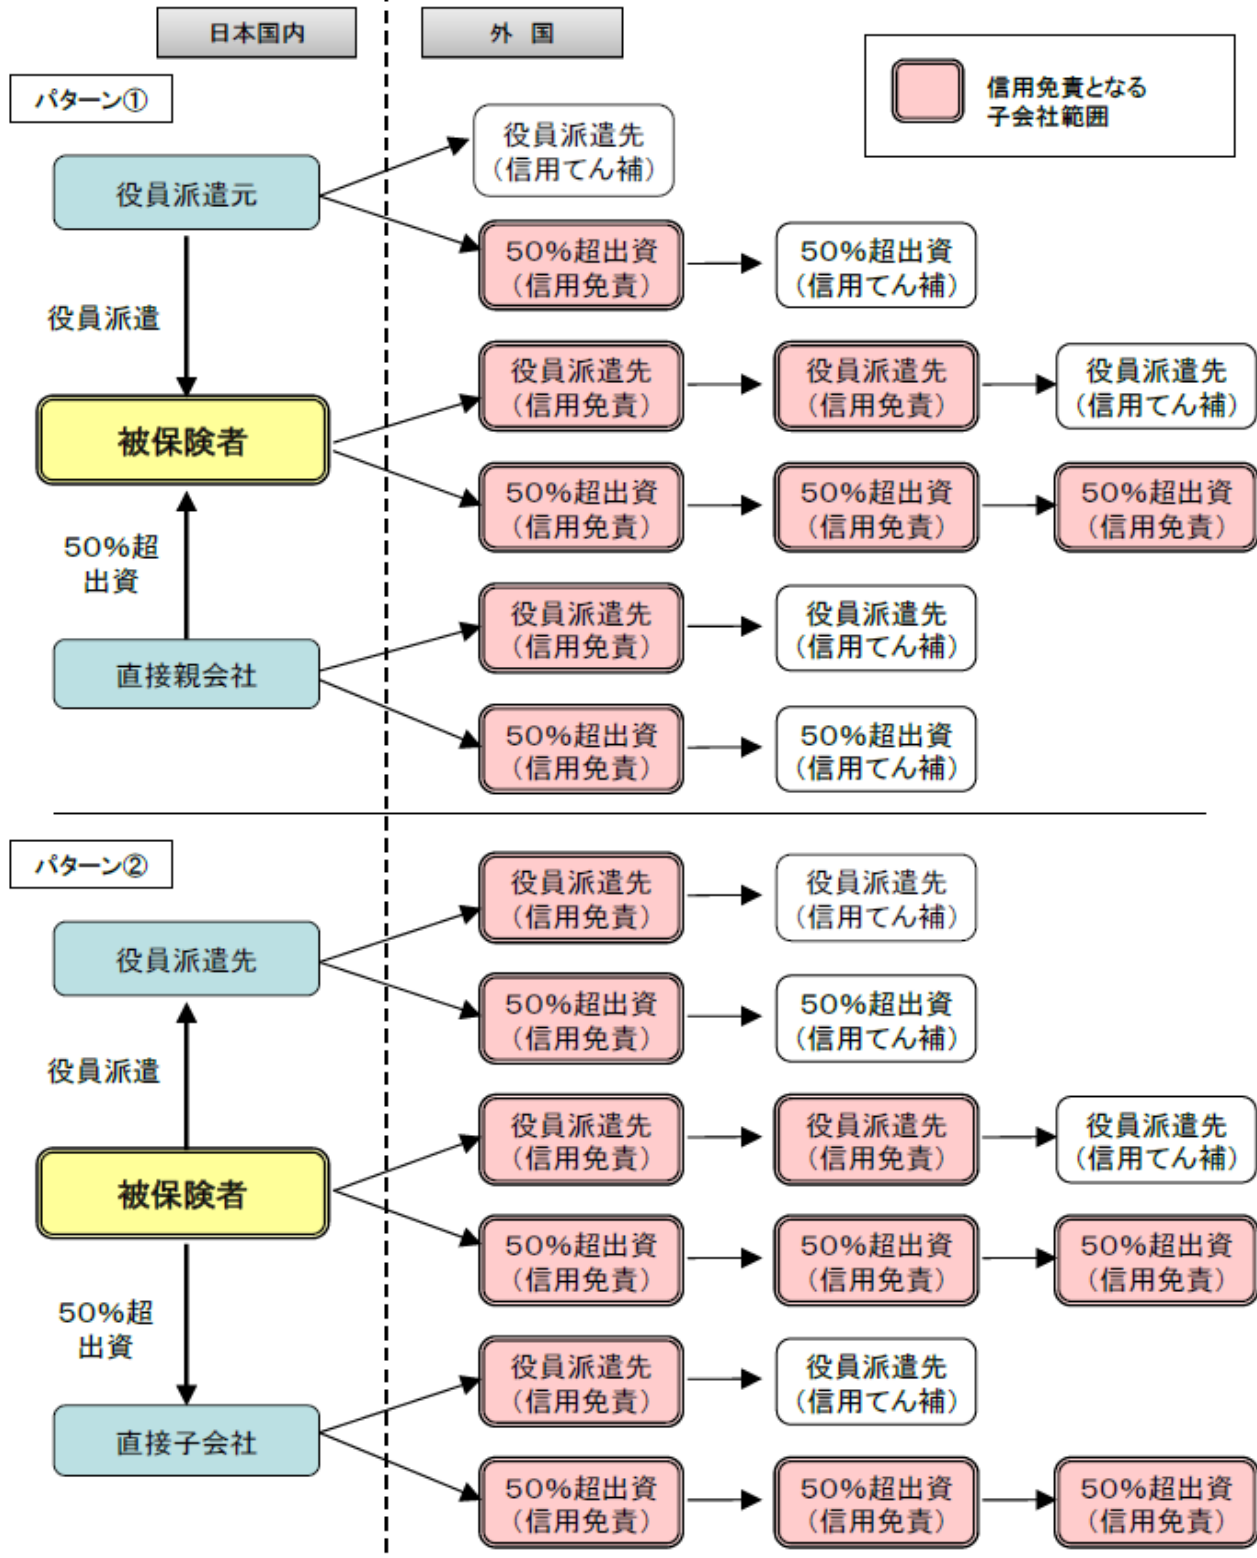 日本国内
外 国
信用免責となる
子会社範囲
パターン①
役員派遣元
役員派遣
被保険者
50%超
出資
直接親会社
役員派遣先
(信用てん補)
50%超出資
(信用免責)
50%超出資
(信用てん補)
役員派遣先
(信用免責)
役員派遣先
(信用免責)
役員派遣先
(信用てん補)
50%超出資
(信用免責)
50%超出資
(信用免責)
50%超出資
(信用免責)
役員派遣先
(信用免責)
役員派遣先
(信用てん補)
50%超出資
(信用免責)
50%超出資
(信用てん補)
パターン②
役員派遣先
役員派遣
被保険者
50%超
出資
直接子会社
役員派遣先
(信用免責)
役員派遣先
(信用てん補)
50%超出資
(信用免責)
50%超出資
(信用てん補)
役員派遣先
(信用免責)
役員派遣先
(信用免責)
役員派遣先
(信用てん補)
50%超出資
(信用免責)
50%超出資
(信用免責)
50%超出資
(信用免責)
役員派遣先
(信用免責)
役員派遣先
(信用てん補)
50%超出資
(信用免責)
50%超出資
(信用免責)
50%超出資
(信用免責)